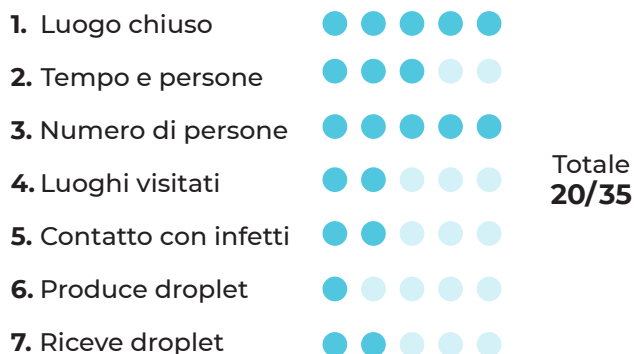 1. Luogo chiuso
2. Tempo e persone
3. Numero di persone
4. Luoghi visitati
5. Contatto con infetti
6. Produce droplet
7. Riceve droplet
Totale
20/35